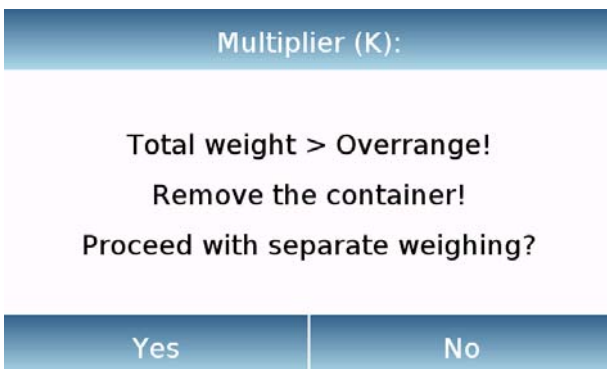 Multiplier (K):
Total weight > Overrange!
Remove the container!
Proceed with separate weighing?
Yes
No